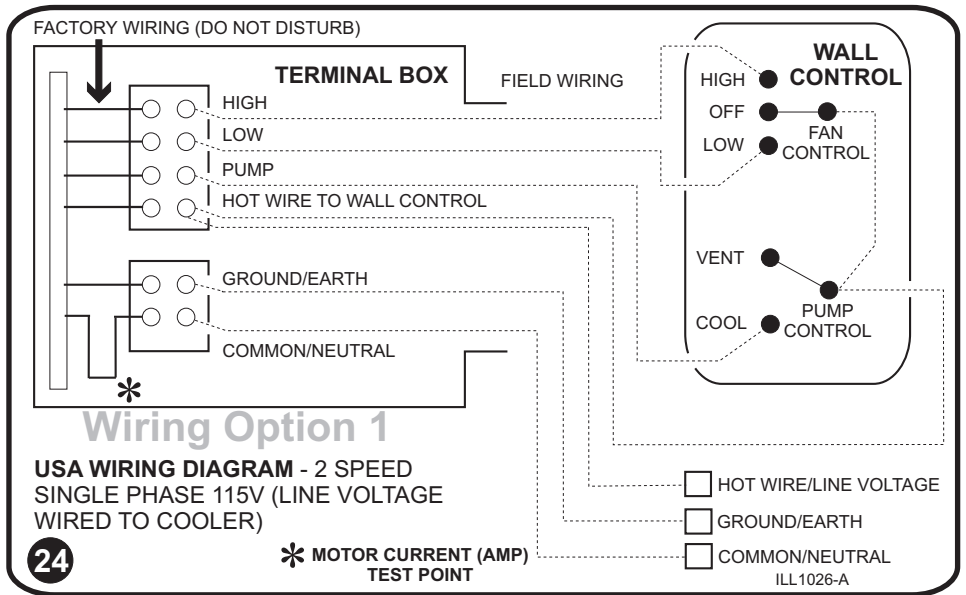 FACTORY WIRING (DO NOT DISTURB)
TERMINAL BOX
FIELD WIRING
HIGH
LOW
PUMP
HOT WIRE TO WALL CONTROL
GROUND/EARTH
COMMON/NEUTRAL
WALL
CONTROL
HIGH
OFF
LOW
FAN
CONTROL
VENT
COOL
PUMP
CONTROL
Wiring Option 1
USA WIRING DIAGRAM - 2 SPEED
SINGLE PHASE 115V (LINE VOLTAGE
WIRED TO COOLER)
24
* MOTOR CURRENT (AMP)
TEST POINT
HOT WIRE/LINE VOLTAGE
GROUND/EARTH
COMMON/NEUTRAL
ILL1026-A